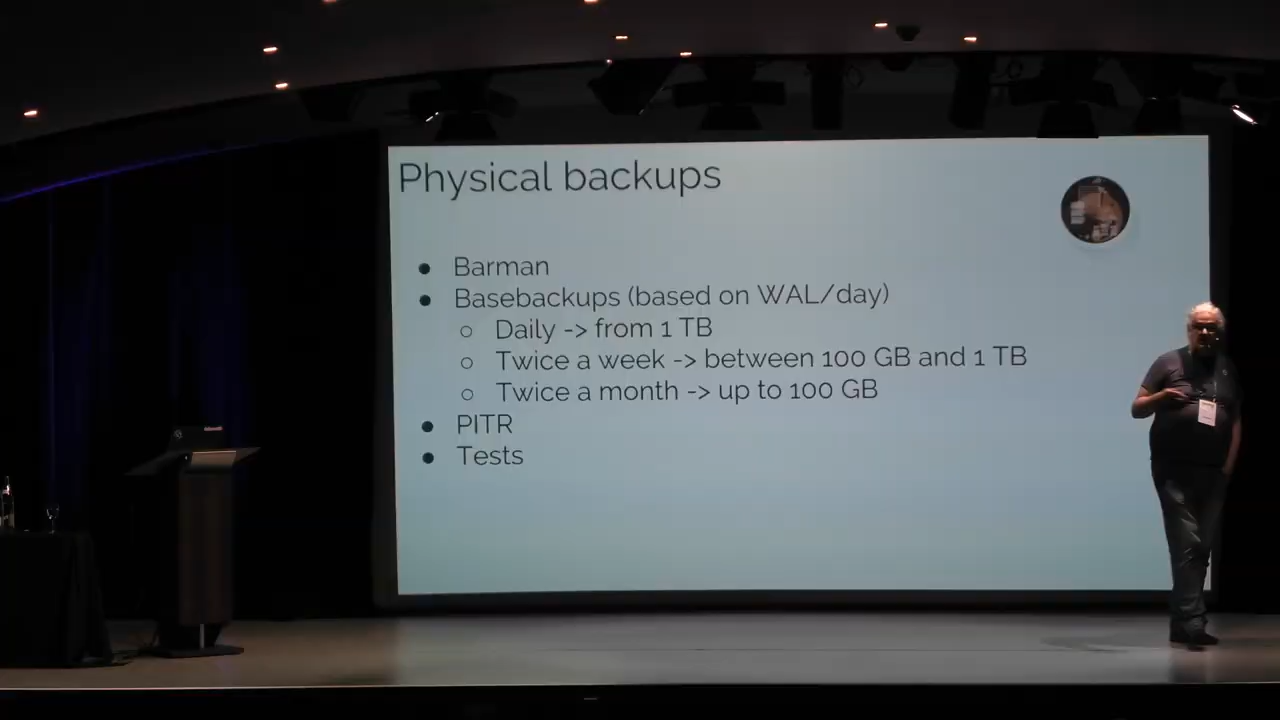 Physical backups
● Barman
● Basebackups (based on WAL/day)
○ Daily -> from 1 TB
○ Twice a week -> between 100 GB and 1 TB
○ Twice a month -> up to 100 GB
● PITR
● Tests